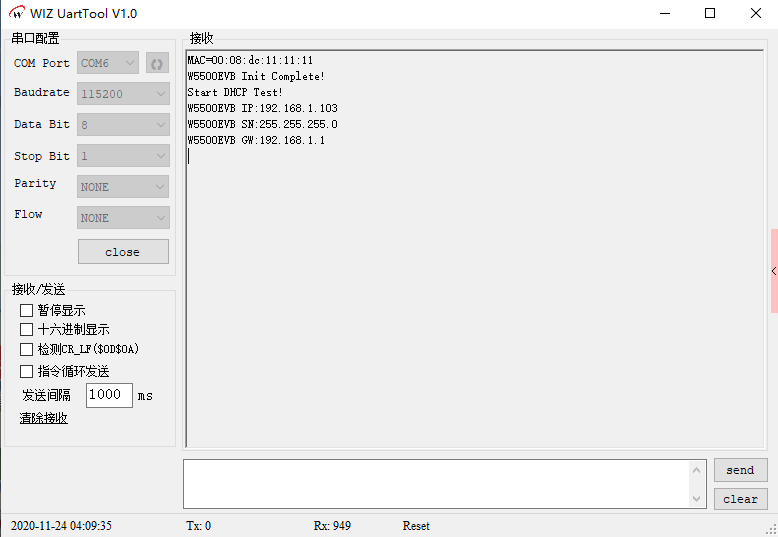 WIZ UartTool V1.0
串口配置
COM Port COM6
Baudrate 115200
Data Bit 8
Stop Bit 1
Parity NONE
Flow NONE
close
接收/发送
暂停显示
十六进制显示
检测CR_LF($0D$0A)
指令循环发送
发送间隔 1000 ms
清除接收
接收
MAC=00:08:dc:11:11:11
W5500EVB Init Complete!
Start DHCP Test!
W5500EVB IP:192.168.1.103
W5500EVB SN:255.255.255.0
W5500EVB GW:192.168.1.1
send
clear
2020-11-24 04:09:35 Tx: 0 Rx: 949 Reset